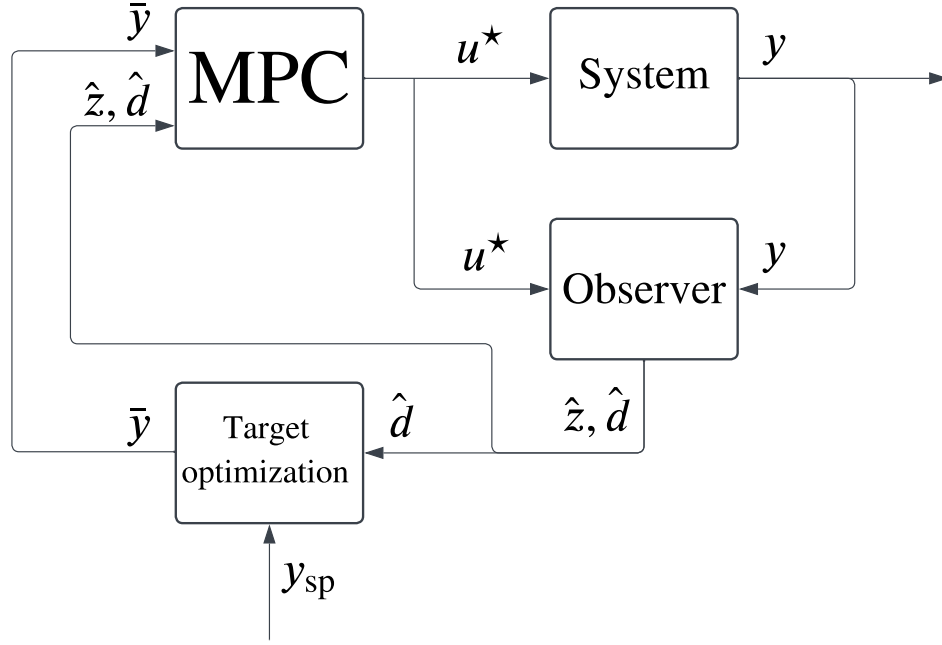 ȳ
MPC
u⋆
System
y
ẑ, d̂
u⋆
Observer
y
ȳ
Target
optimization
d̂
ẑ, d̂
y_sp